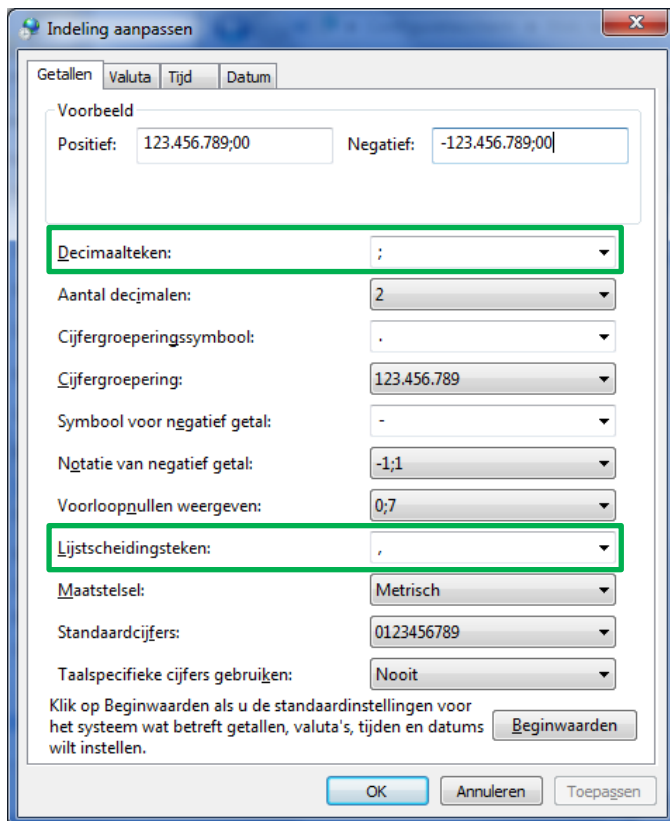 Indeling aanpassen
Getallen Valuta Tijd Datum
Voorbeeld
Positief: 123.456.789;00 Negatief: -123.456.789;00
Decimaalteken: ;
Aantal decimalen: 2
Cijfergroeperingssymbool: .
Cijfergroepering: 123.456.789
Symbool voor negatief getal: -
Notatie van negatief getal: -1;1
Voorloopnullen weergeven: 0;7
Lijstscheidingsteken: ,
Maatstelsel: Metrisch
Standaardcijfers: 0123456789
Taalspecifieke cijfers gebruiken: Nooit
Klik op Beginwaarden als u de standaardinstellingen voor
het systeem wat betreft getallen, valuta's, tijden en datums
wilt instellen.
Beginwaarden
OK Annuleren Toepassen